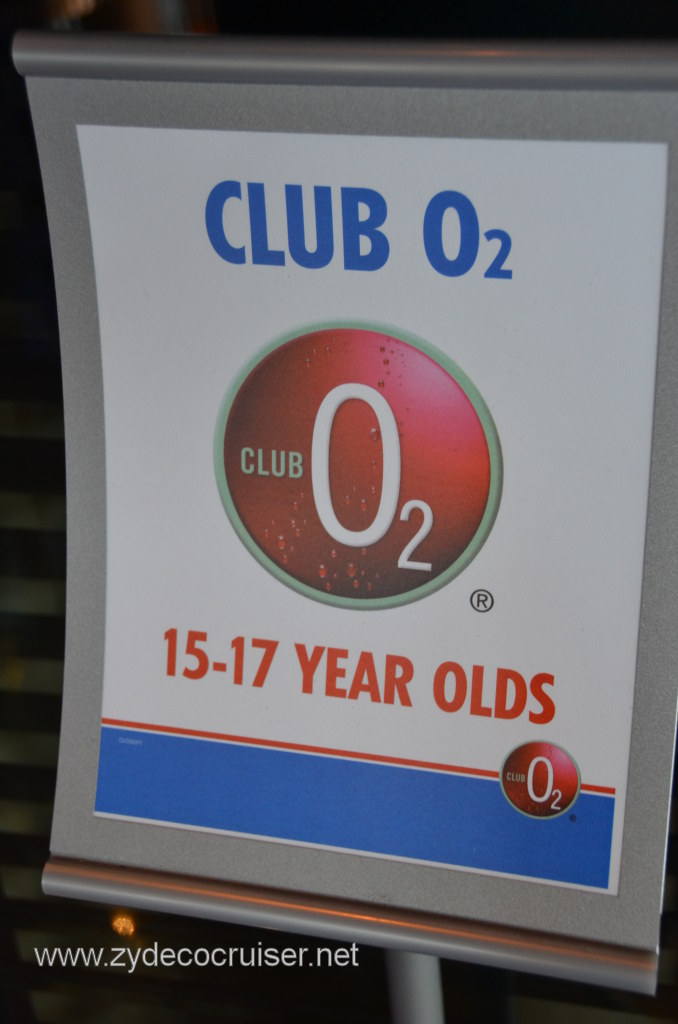 CLUB O2
CLUB O2
®
15-17 YEAR OLDS
CLUB O2
www.zydecocruiser.net